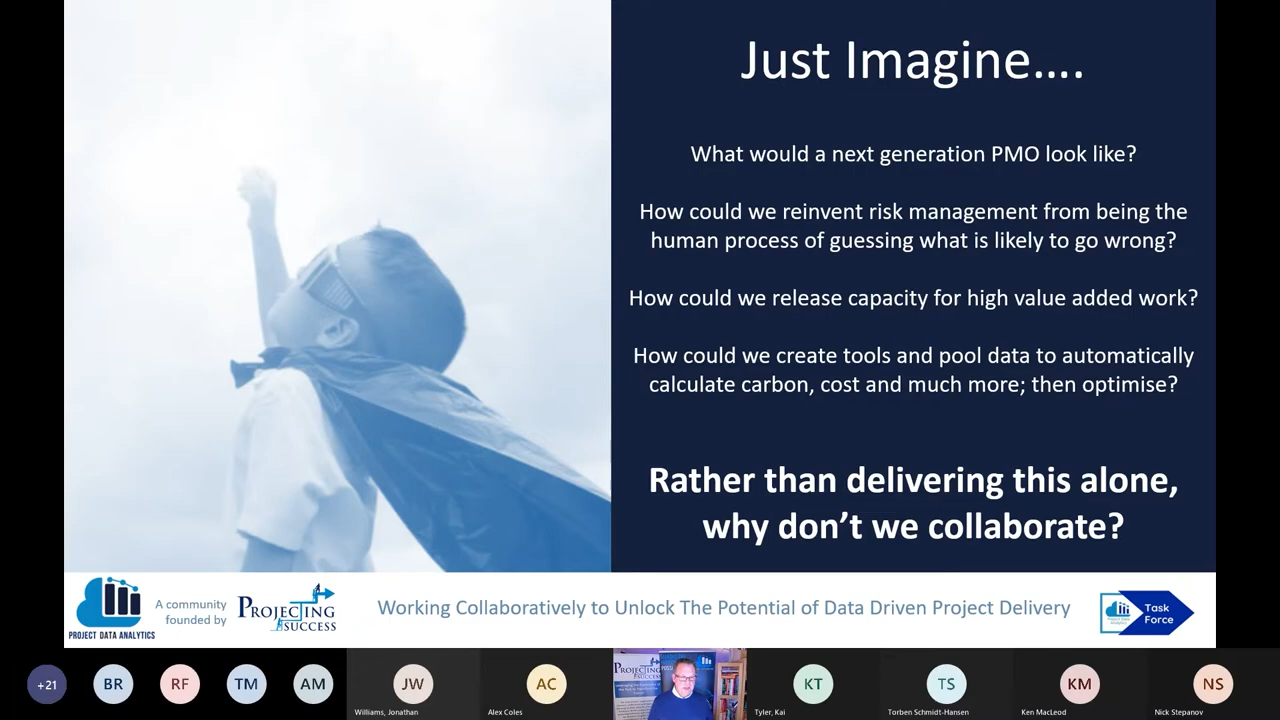 Just Imagine....
What would a next generation PMO look like?
How could we reinvent risk management from being the
human process of guessing what is likely to go wrong?
How could we release capacity for high value added work?
How could we create tools and pool data to automatically
calculate carbon, cost and much more; then optimise?
Rather than delivering this alone,
why don’t we collaborate?
PROJECT DATA ANALYTICS
A community
founded by
PROJECTING
SUCCESS
Working Collaboratively to Unlock The Potential of Data Driven Project Delivery
Task
Force
+21
BR
RF
TM
AM
JW
Williams, Jonathan
AC
Alex Coles
PROJECTING
KT
Tyler, Kai
TS
Torben Schmidt-Hansen
KM
Ken MacLeod
NS
Nick Stepanov